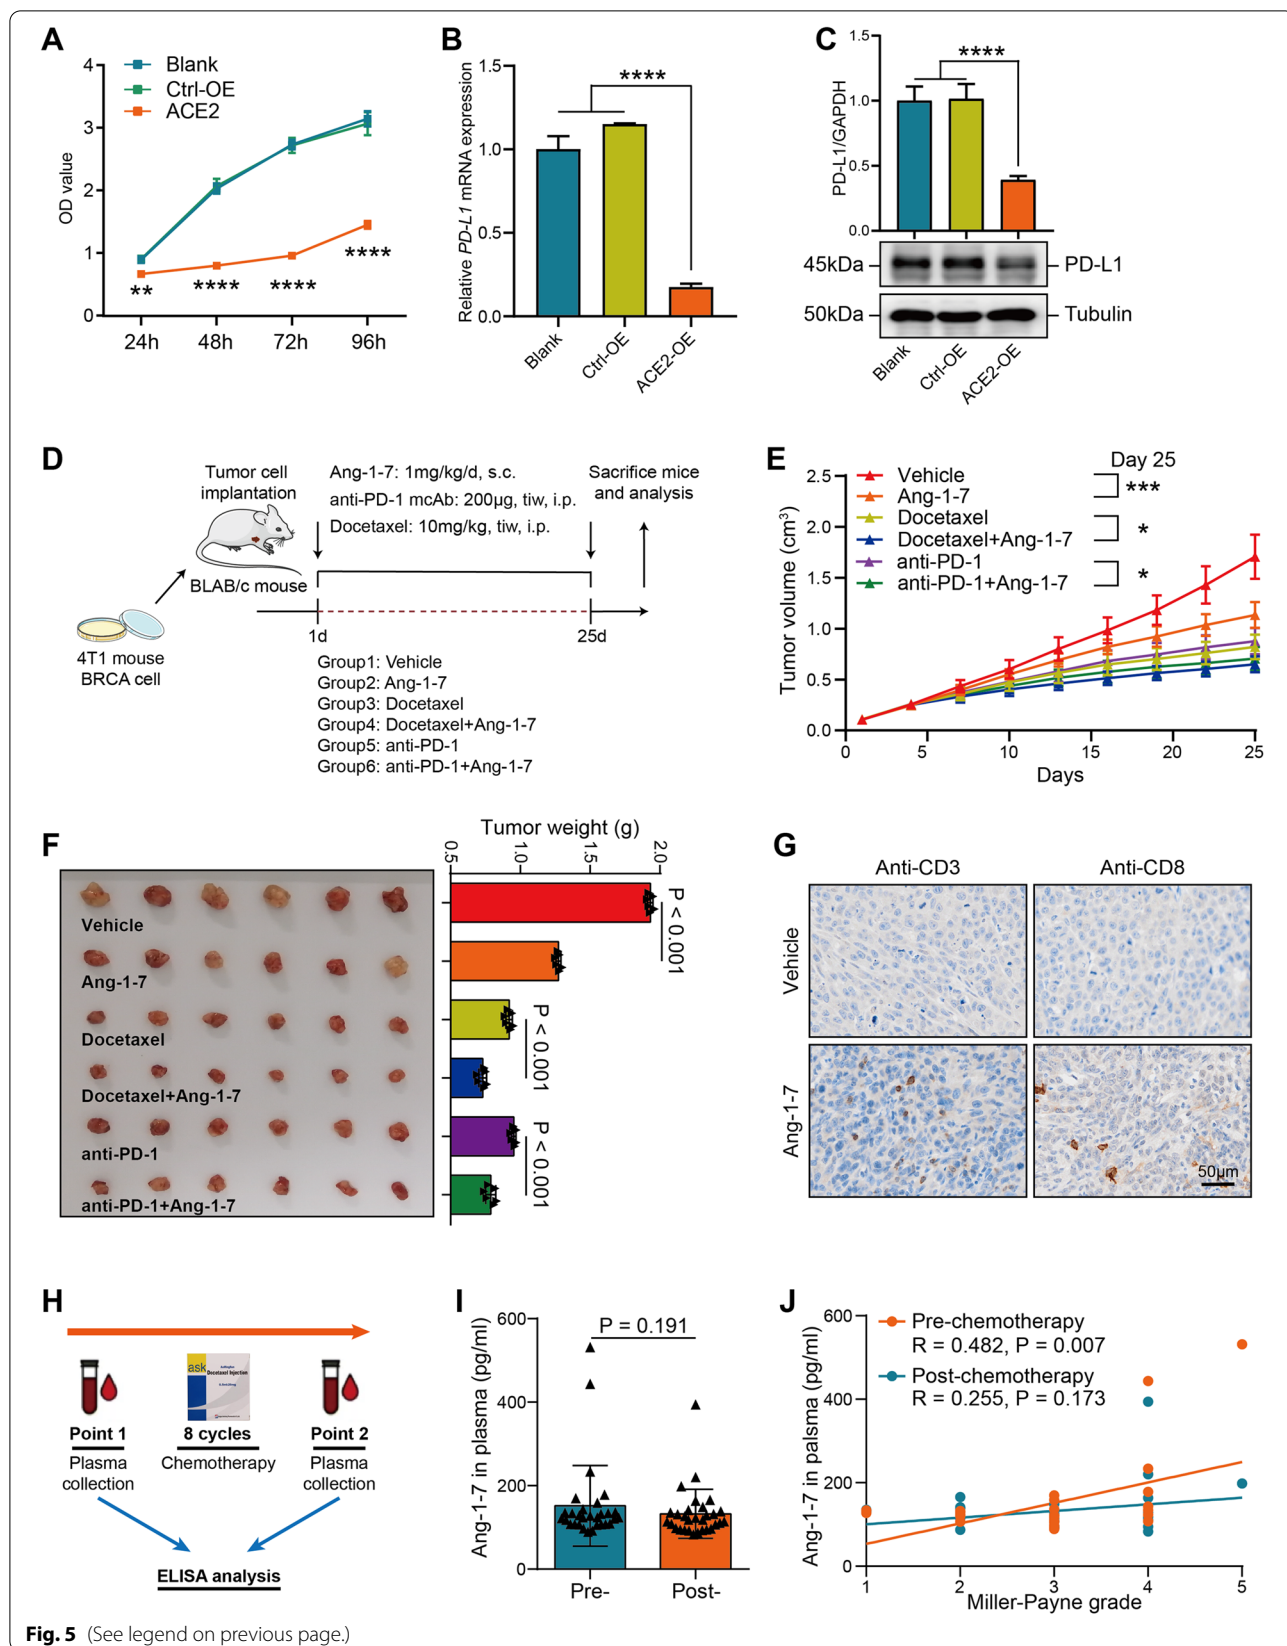 A
Blank
Ctrl-OE
ACE2
OD value
4
3
2
1
0
**
****
****
****
24h
48h
72h
96h
B
Relative PD-L1 mRNA expression
1.5
1.0
0.5
0.0
****
Blank
Ctrl-OE
ACE2-OE
C
PD-L1/GAPDH
1.5
1.0
0.5
0.0
****
45kDa
PD-L1
50kDa
Tubulin
Blank
Ctrl-OE
ACE2-OE
D
Tumor cell
implantation
Ang-1-7: 1mg/kg/d, s.c.
anti-PD-1 mcAb: 200μg, tiw, i.p.
Docetaxel: 10mg/kg, tiw, i.p.
Sacrifice mice
and analysis
BLAB/c mouse
1d
25d
4T1 mouse
BRCA cell
Group1: Vehicle
Group2: Ang-1-7
Group3: Docetaxel
Group4: Docetaxel+Ang-1-7
Group5: anti-PD-1
Group6: anti-PD-1+Ang-1-7
E
Day 25
Vehicle
Ang-1-7
Docetaxel
Docetaxel+Ang-1-7
anti-PD-1
anti-PD-1+Ang-1-7
***
*
*
Tumor volume (cm³)
2.5
2.0
1.5
1.0
0.5
0.0
0
5
10
15
20
25
Days
F
Vehicle
Ang-1-7
Docetaxel
Docetaxel+Ang-1-7
anti-PD-1
anti-PD-1+Ang-1-7
Tumor weight (g)
0.5
1.0
1.5
2.0
P < 0.001
P < 0.001
P < 0.001
G
Anti-CD3
Anti-CD8
Vehicle
Ang-1-7
50μm
H
ask
Docetaxel Injection
Point 1
8 cycles
Point 2
Plasma
collection
Chemotherapy
Plasma
collection
ELISA analysis
I
Ang-1-7 in plasma (pg/ml)
600
400
200
0
P = 0.191
Pre-
Post-
J
Ang-1-7 in palsma (pg/ml)
600
400
200
0
Pre-chemotherapy
R = 0.482, P = 0.007
Post-chemotherapy
R = 0.255, P = 0.173
1
2
3
4
5
Miller-Payne grade
Fig. 5 (See legend on previous page.)